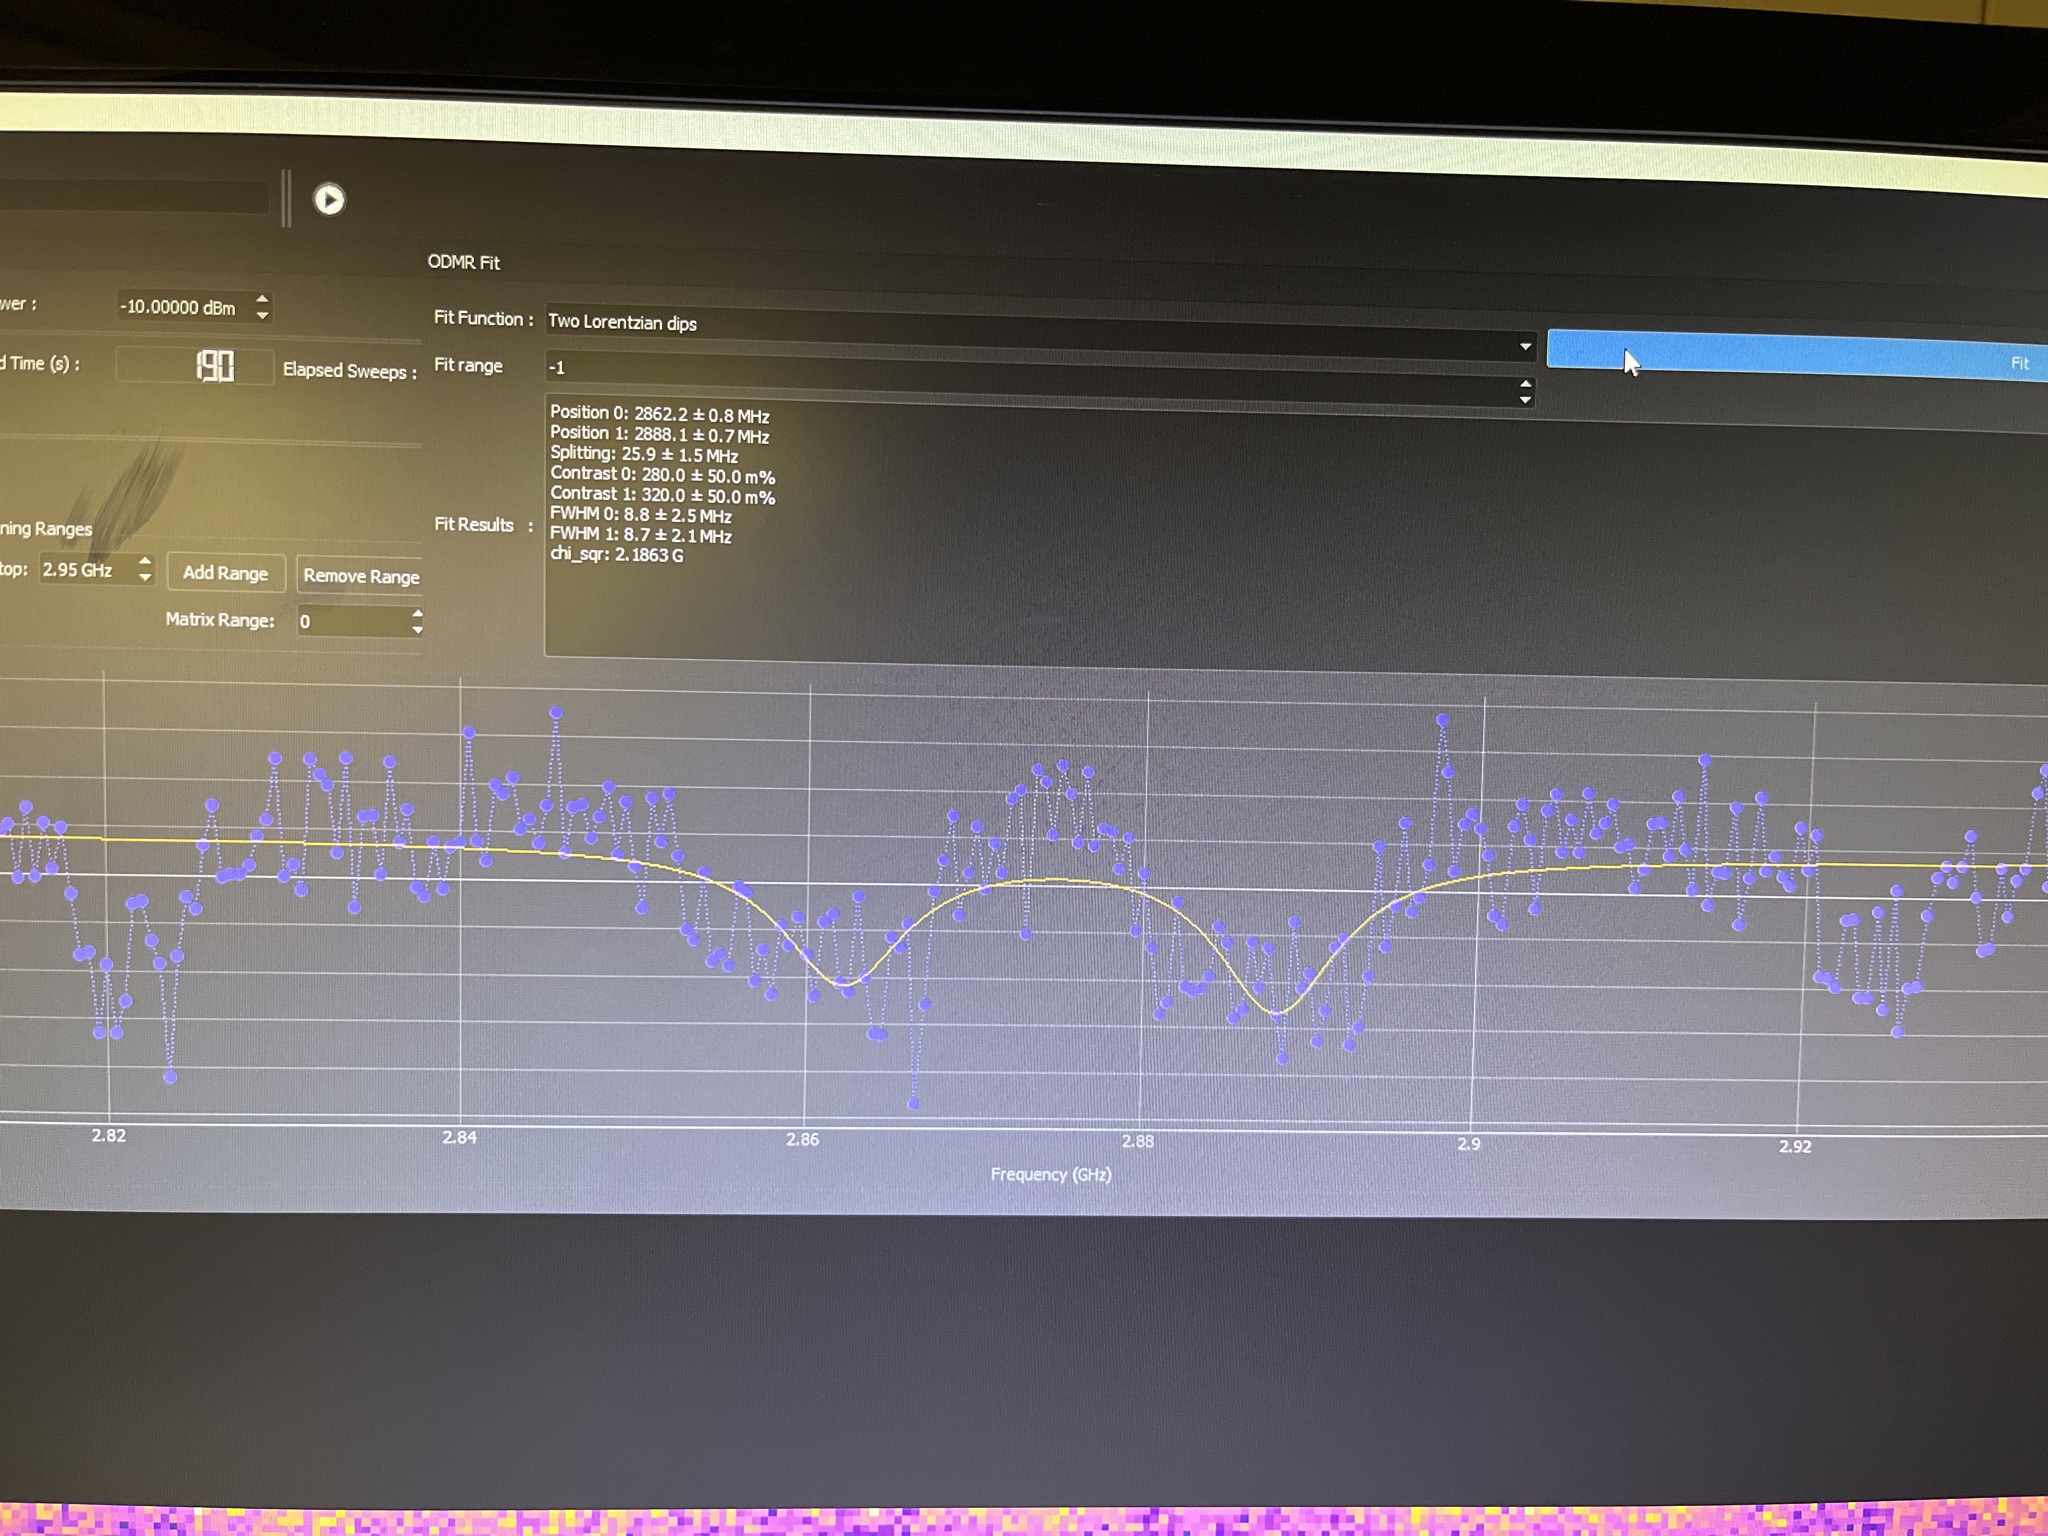 ODMR Fit
wer :
-10.00000 dBm
Fit Function :
Two Lorentzian dips
Fit
d Time (s) :
190
Elapsed Sweeps :
Fit range
-1
Position 0: 2862.2 ± 0.8 MHz
Position 1: 2888.1 ± 0.7 MHz
Splitting: 25.9 ± 1.5 MHz
Contrast 0: 280.0 ± 50.0 m%
Contrast 1: 320.0 ± 50.0 m%
FWHM 0: 8.8 ± 2.5 MHz
FWHM 1: 8.7 ± 2.1 MHz
chi_sqr: 2.1863 G
Fit Results :
ning Ranges
top:
2.95 GHz
Add Range
Remove Range
Matrix Range:
0
2.82
2.84
2.86
2.88
2.9
2.92
Frequency (GHz)